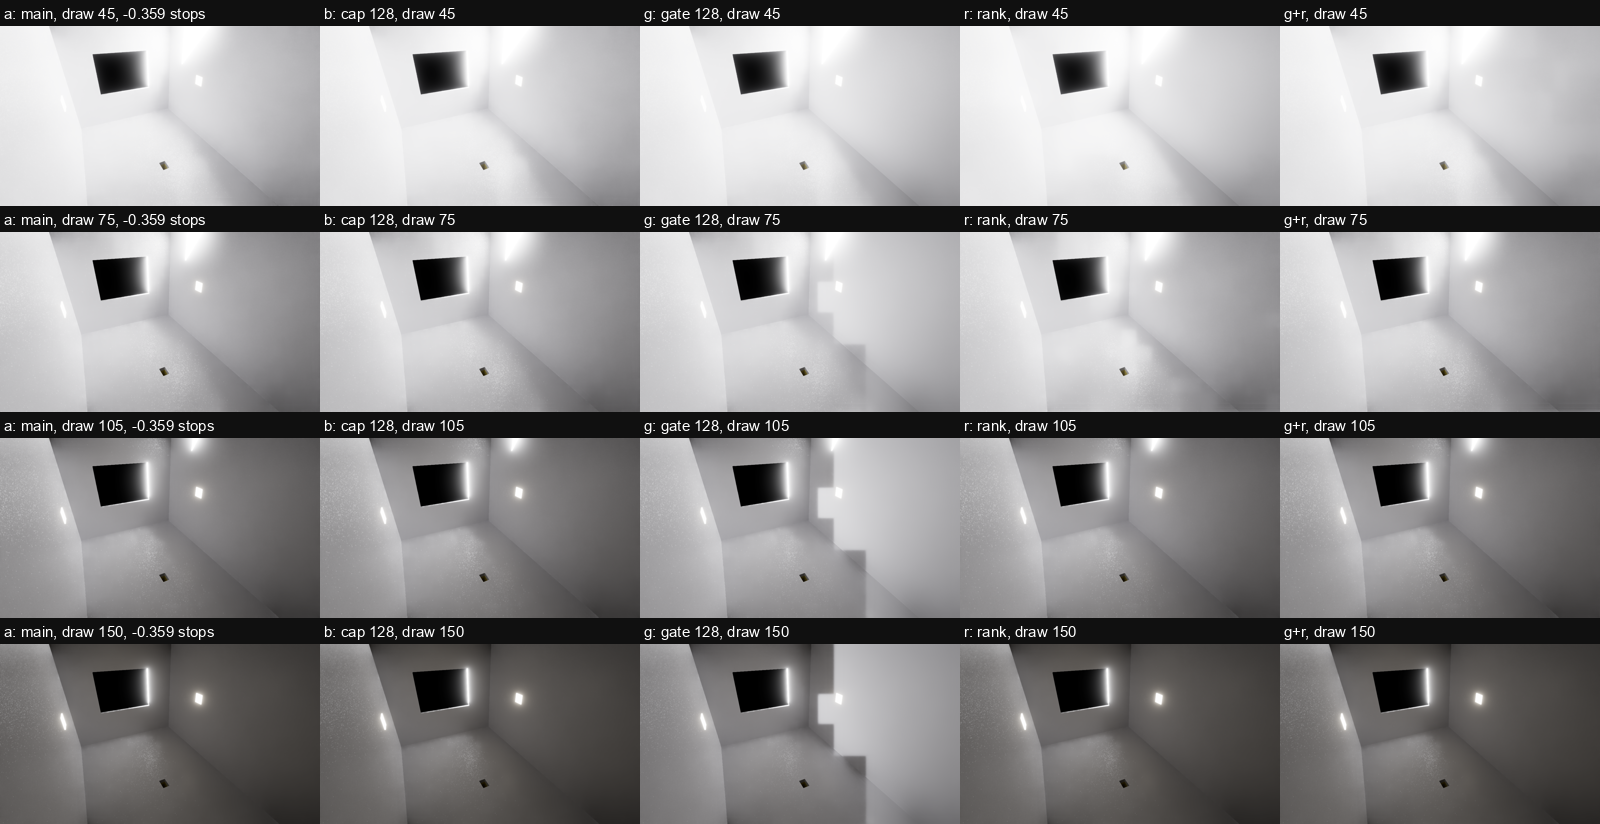 a: main, draw 45, -0.359 stops
b: cap 128, draw 45
g: gate 128, draw 45
r: rank, draw 45
g+r, draw 45
a: main, draw 75, -0.359 stops
b: cap 128, draw 75
g: gate 128, draw 75
r: rank, draw 75
g+r, draw 75
a: main, draw 105, -0.359 stops
b: cap 128, draw 105
g: gate 128, draw 105
r: rank, draw 105
g+r, draw 105
a: main, draw 150, -0.359 stops
b: cap 128, draw 150
g: gate 128, draw 150
r: rank, draw 150
g+r, draw 150